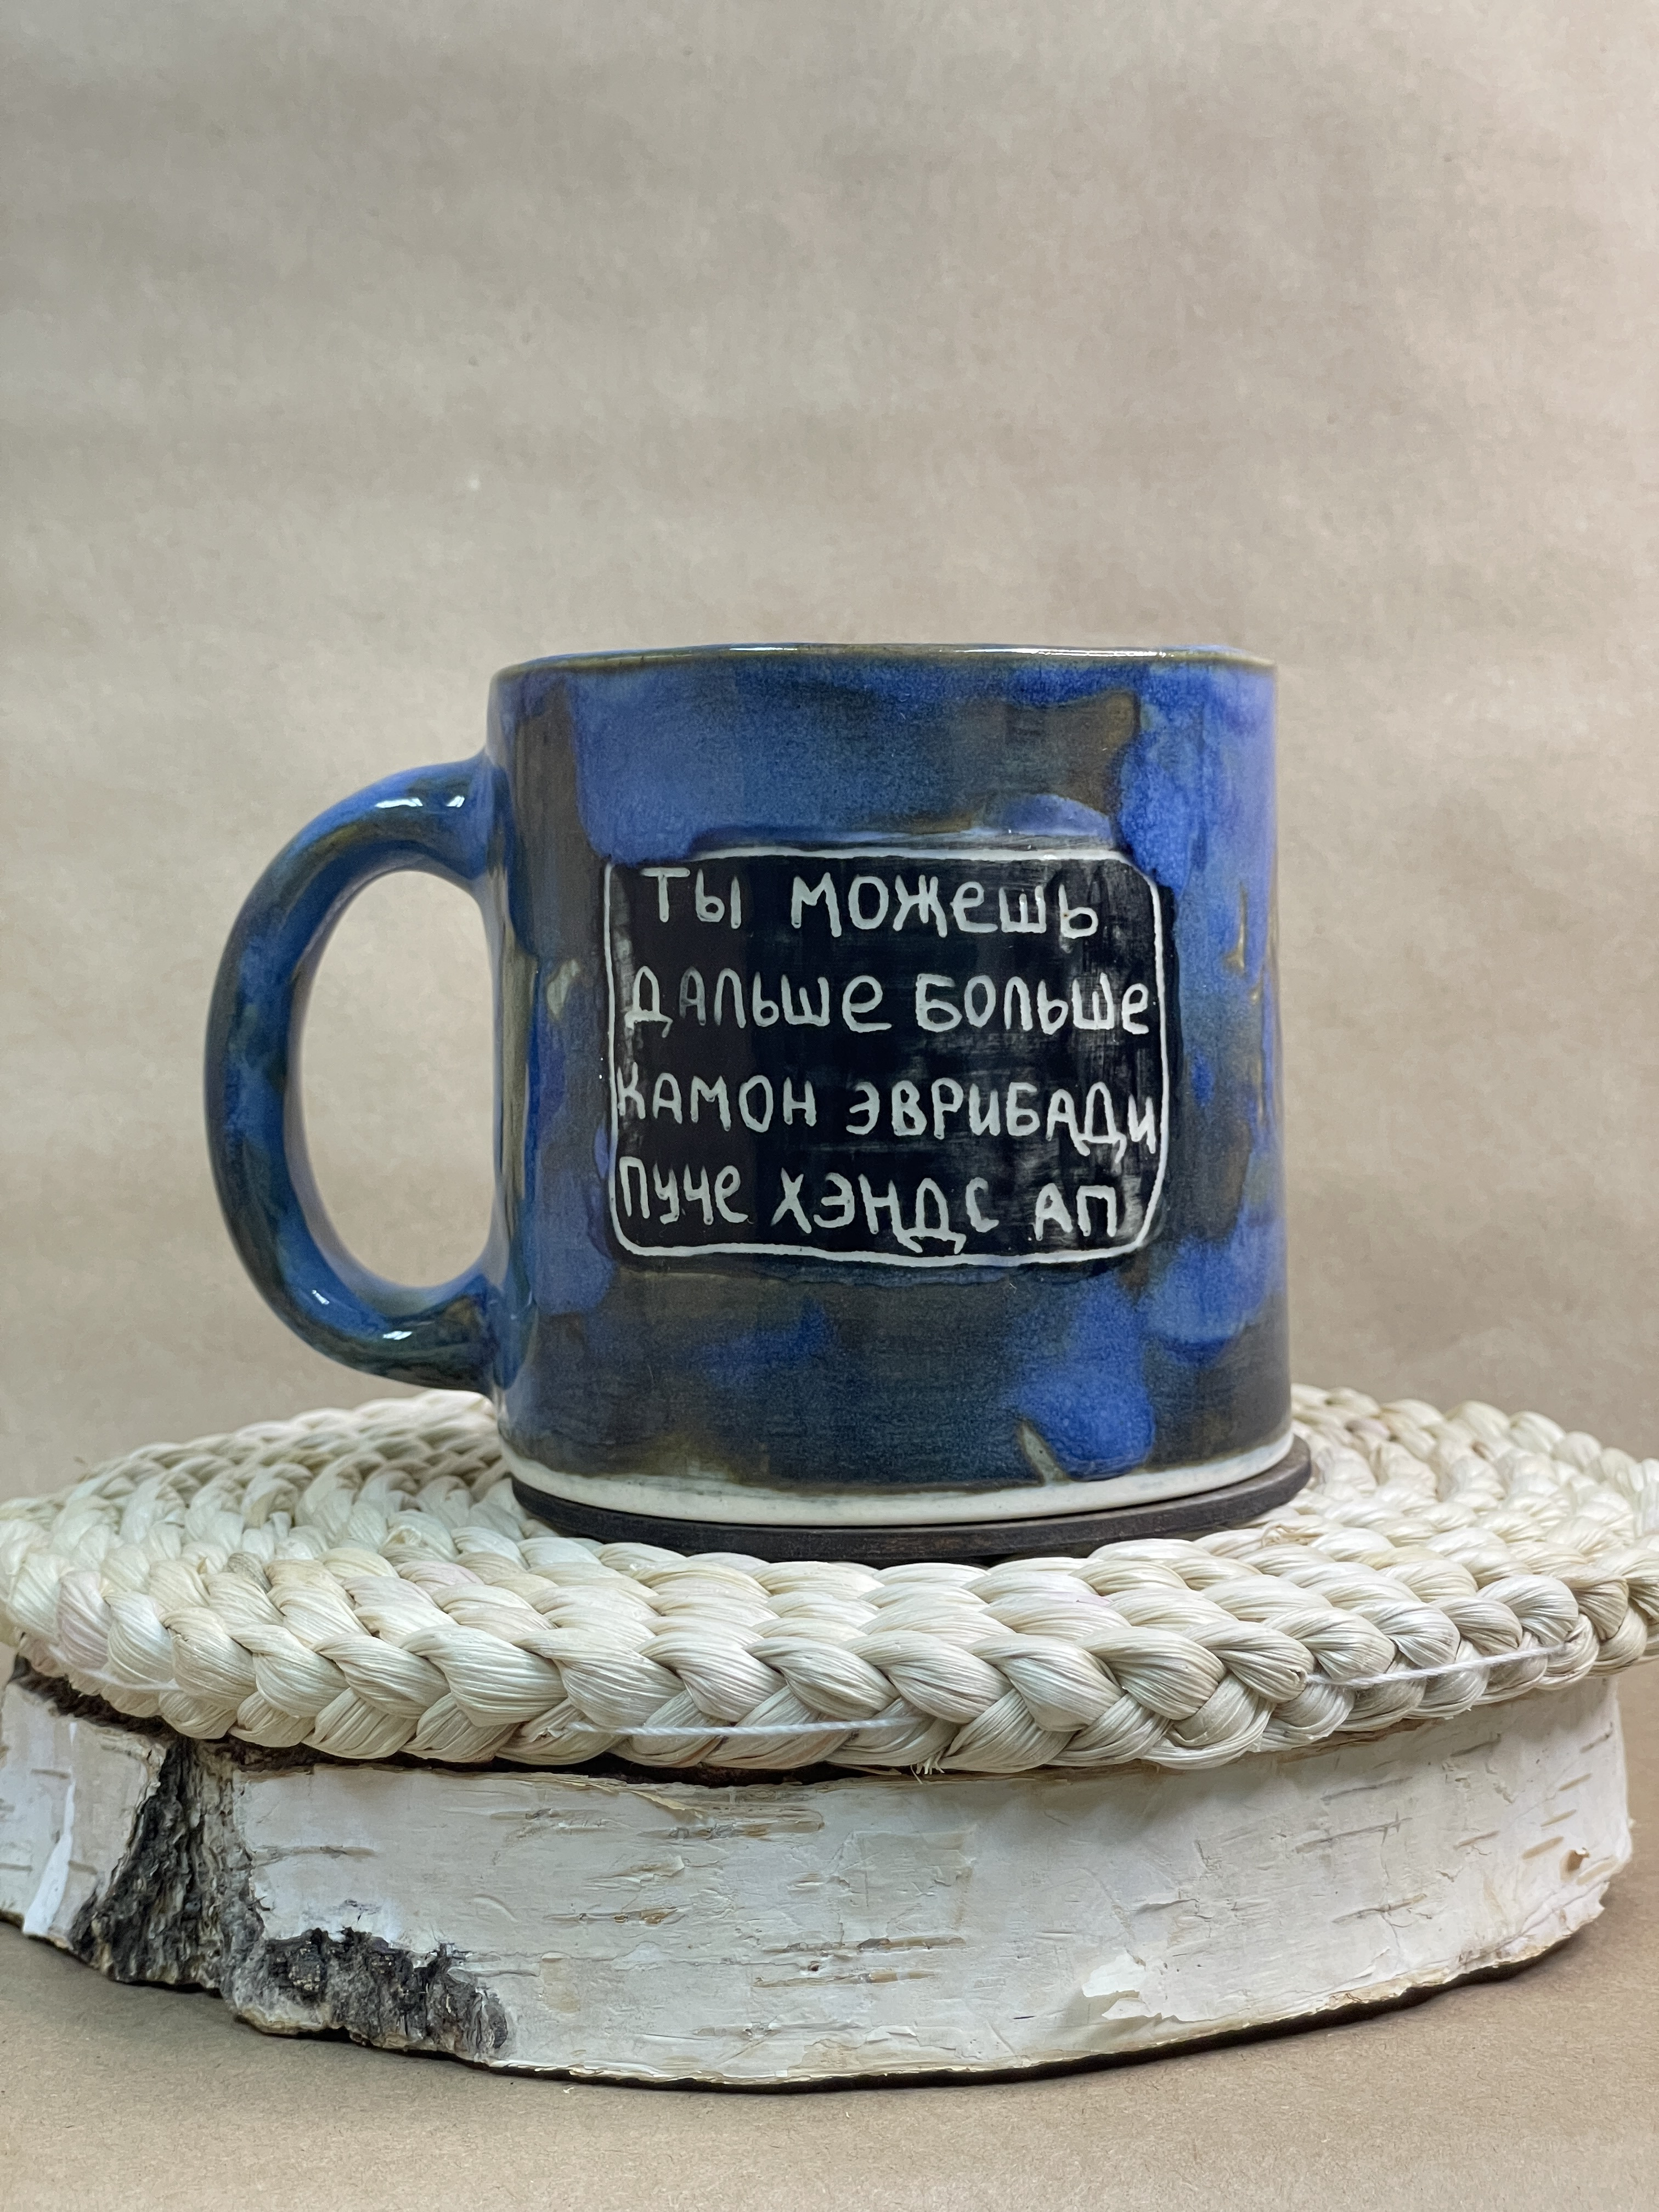 ТЫ МОЖЕШЬ
ДАЛЬШЕ БОЛЬШЕ
КАМОН ЭВРИБАДИ
ПУЧЕ ХЭНДС АП